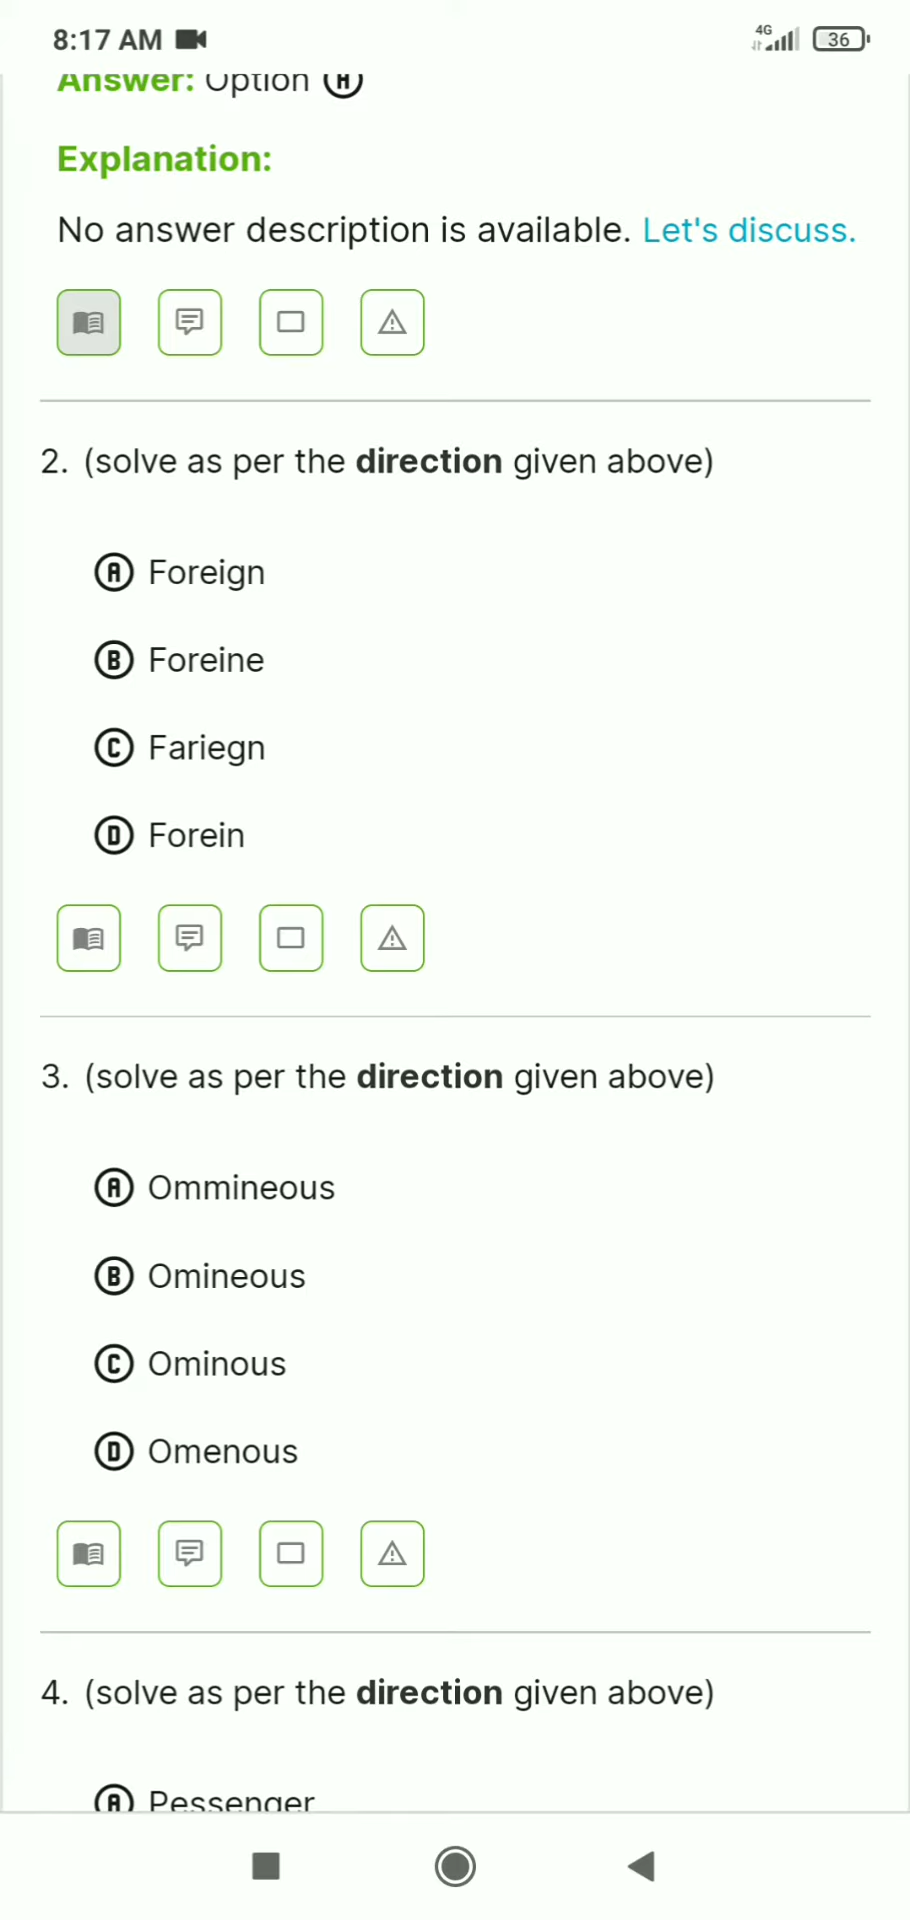 8:17 AM
4G
36
Answer: Option A
Explanation:
No answer description is available. Let's discuss.
2. (solve as per the direction given above)
A Foreign
B Foreine
C Fariegn
D Forein
3. (solve as per the direction given above)
A Ommineous
B Omineous
C Ominous
D Omenous
4. (solve as per the direction given above)
A Pessenger